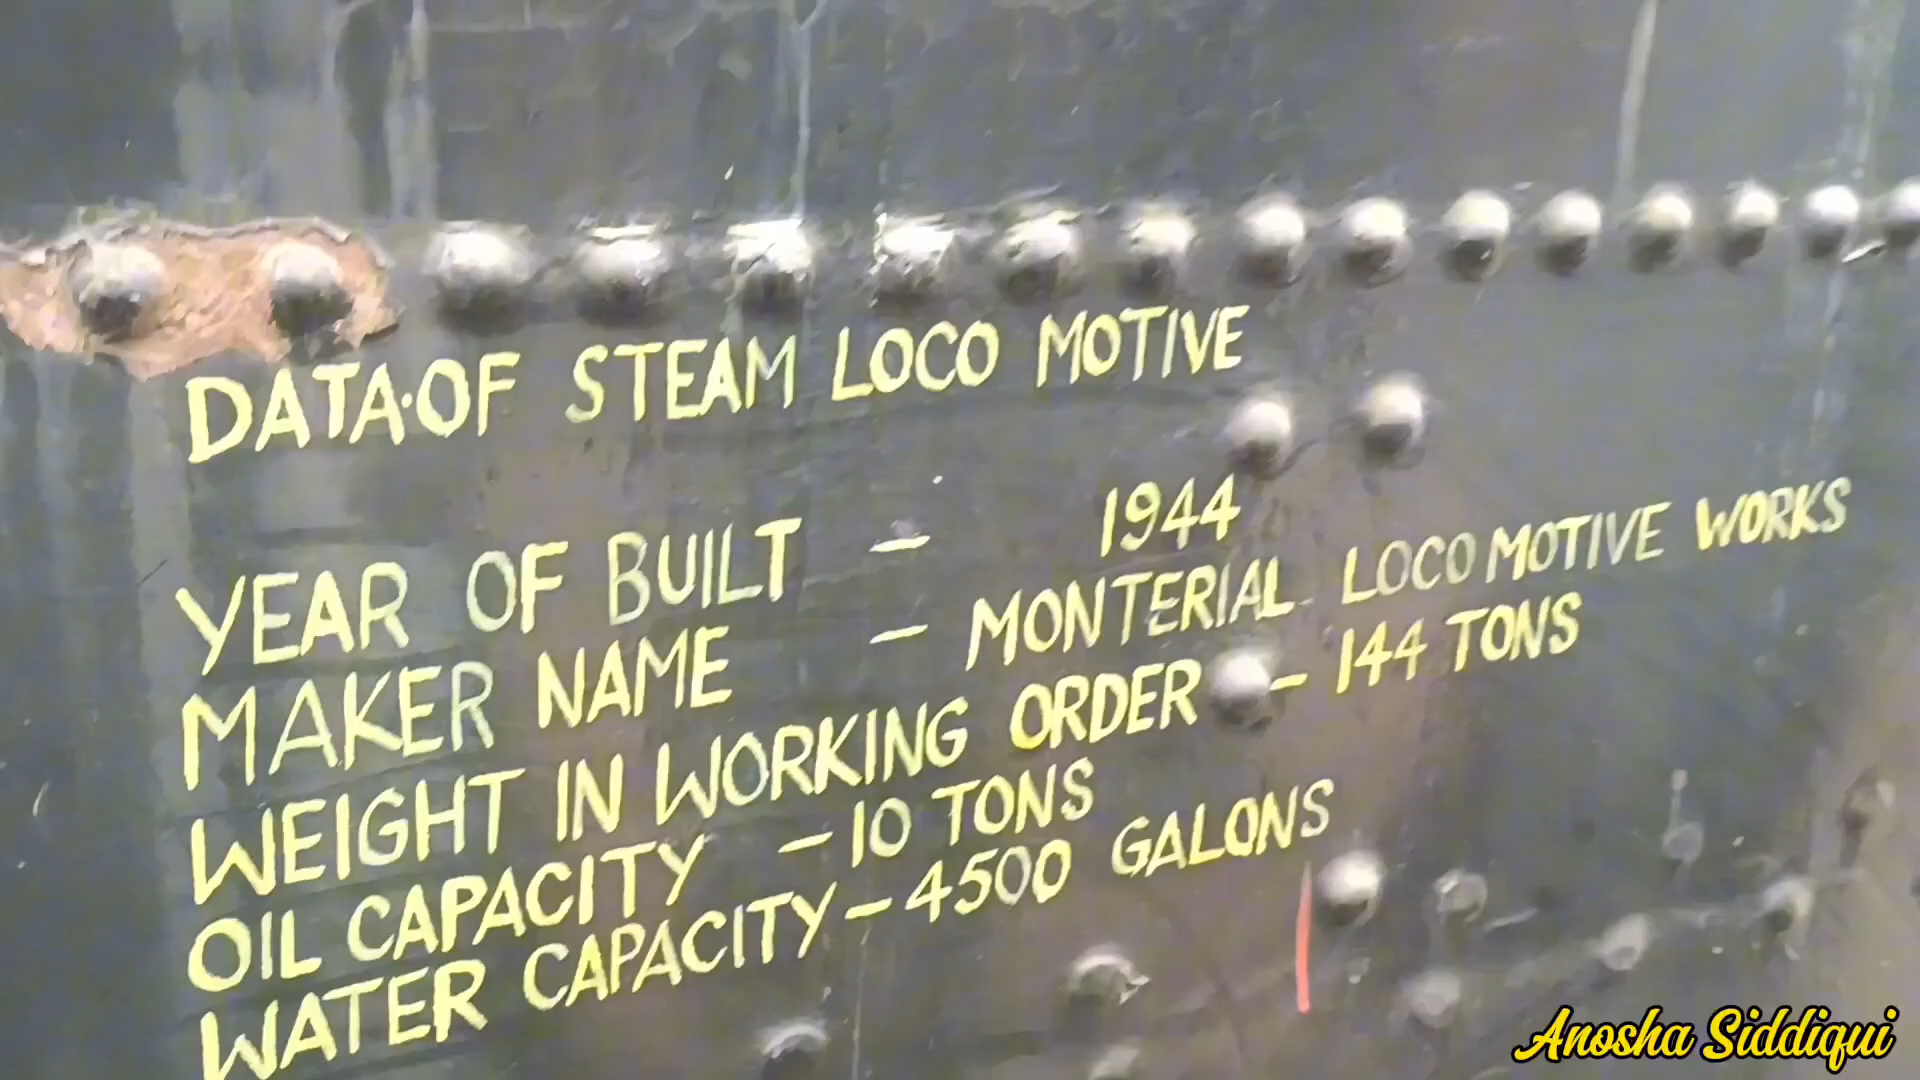 DATA·OF STEAM LOCO MOTIVE
YEAR OF BUILT – 1944
MAKER NAME – MONTERIAL LOCOMOTIVE WORKS
WEIGHT IN WORKING ORDER – 144 TONS
OIL CAPACITY – 10 TONS
WATER CAPACITY – 4500 GALONS
Anosha Siddiqui